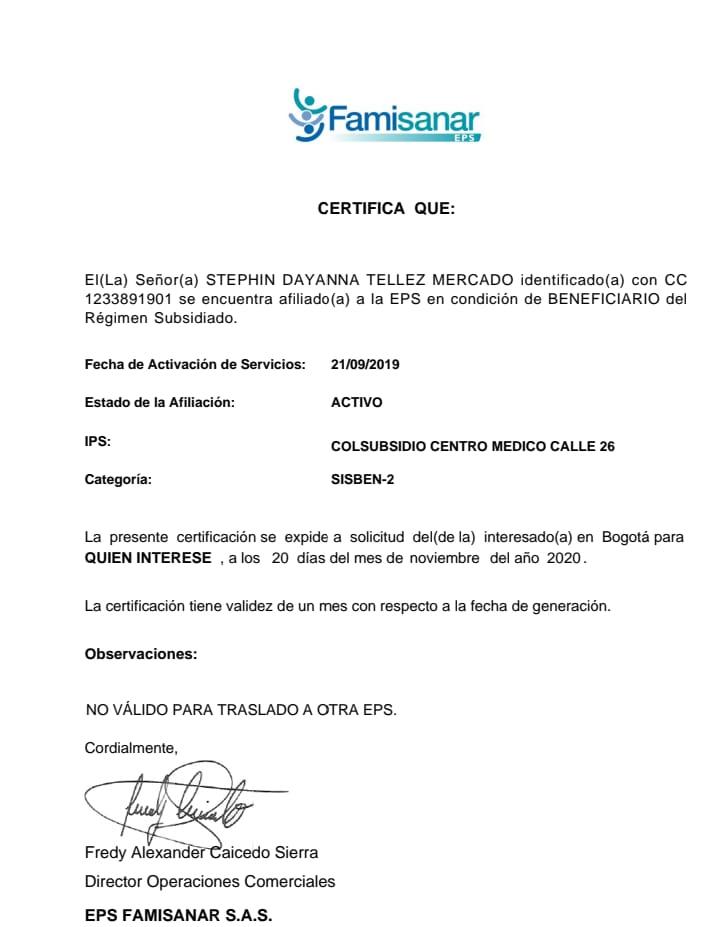 Famisanar
EPS
CERTIFICA QUE:
El(La) Señor(a) STEPHIN DAYANNA TELLEZ MERCADO identificado(a) con CC
1233891901 se encuentra afiliado(a) a la EPS en condición de BENEFICIARIO del
Régimen Subsidiado.
Fecha de Activación de Servicios: 21/09/2019
Estado de la Afiliación: ACTIVO
IPS: COLSUBSIDIO CENTRO MEDICO CALLE 26
Categoría: SISBEN-2
La presente certificación se expide a solicitud del(de la) interesado(a) en Bogotá para
QUIEN INTERESE , a los 20 días del mes de noviembre del año 2020.
La certificación tiene validez de un mes con respecto a la fecha de generación.
Observaciones:
NO VÁLIDO PARA TRASLADO A OTRA EPS.
Cordialmente,
Fredy Alexander Caicedo Sierra
Director Operaciones Comerciales
EPS FAMISANAR S.A.S.